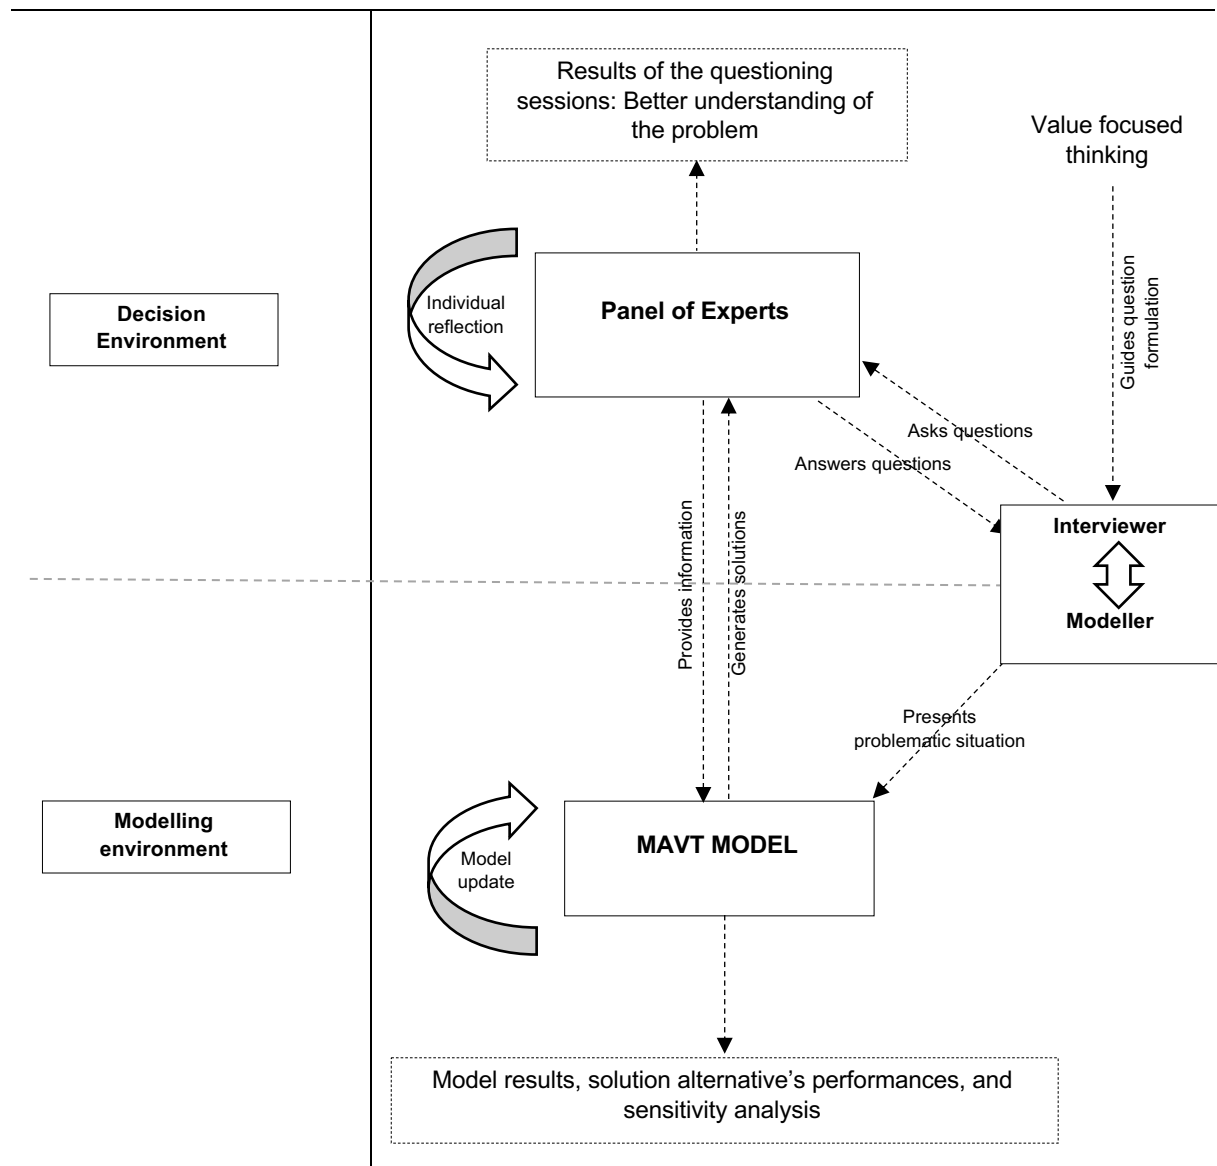 Results of the questioning
sessions: Better understanding of
the problem
Value focused
thinking
Guides question
formulation
Decision
Environment
Individual
reflection
Panel of Experts
Asks questions
Answers questions
Interviewer
Modeller
Provides information
Generates solutions
Presents
problematic situation
Modelling
environment
Model
update
MAVT MODEL
Model results, solution alternative’s performances, and
sensitivity analysis